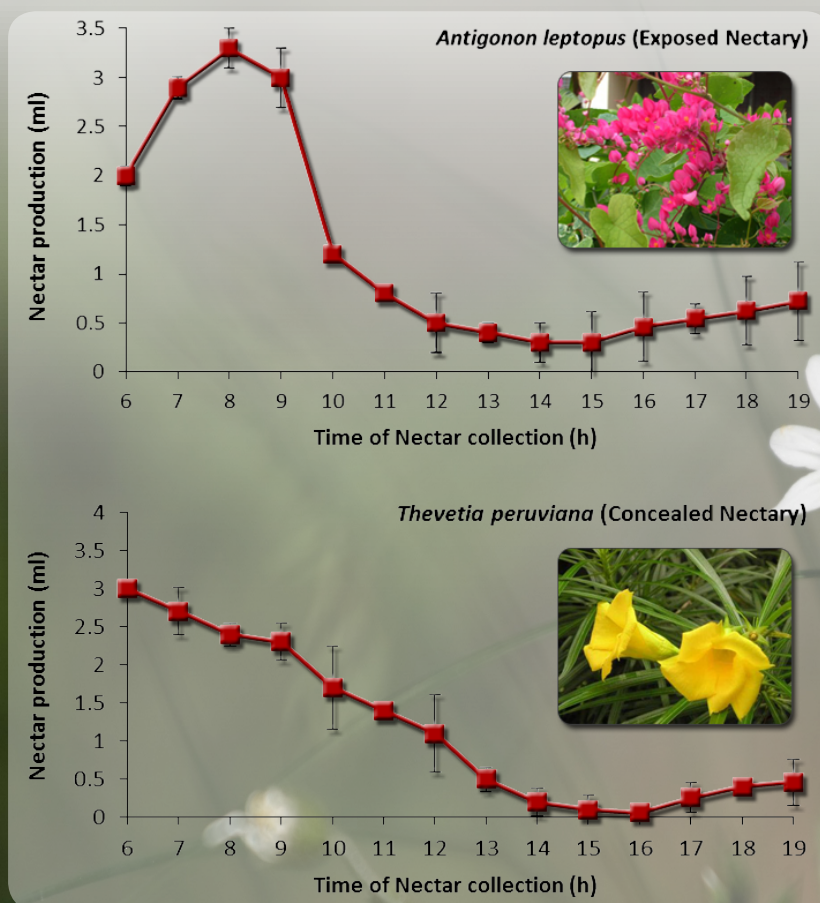 Antigonon leptopus (Exposed Nectary)
Nectar production (ml)
3.5
3
2.5
2
1.5
1
0.5
0
6 7 8 9 10 11 12 13 14 15 16 17 18 19
Time of Nectar collection (h)
Thevetia peruviana (Concealed Nectary)
Nectar production (ml)
4
3.5
3
2.5
2
1.5
1
0.5
0
6 7 8 9 10 11 12 13 14 15 16 17 18 19
Time of Nectar collection (h)